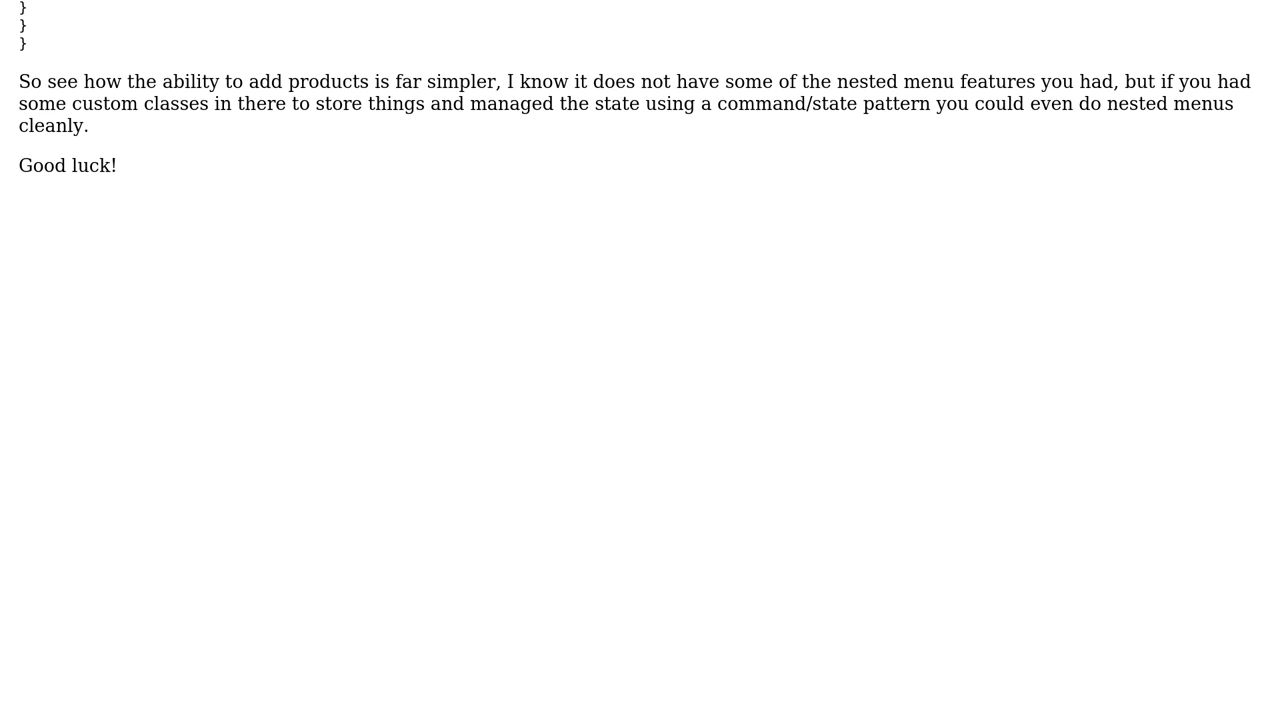 }
}
}
So see how the ability to add products is far simpler, I know it does not have some of the nested menu features you had, but if you had
some custom classes in there to store things and managed the state using a command/state pattern you could even do nested menus
cleanly.
Good luck!